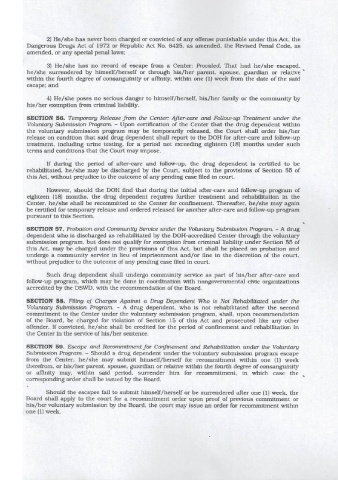 2) He/she has never been charged or convicted of any offense punishable under this Act, the
Dangerous Drugs Act of 1972 or Republic Act No. 6425, as amended, the Revised Penal Code, as
amended, or any special penal laws;
3) He/she has no record of escape from a Center: Provided, That had he/she escaped,
he/she surrendered by himself/herself or through his/her parent, spouse, guardian or relative
within the fourth degree of consanguinity or affinity, within one (1) week from the date of the said
escape; and
4) He/she poses no serious danger to himself/herself, his/her family or the community by
his/her exemption from criminal liability.
SECTION 56. Temporary Release from the Center; After-care and Follow-up Treatment under the
Voluntary Submission Program. – Upon certification of the Center that the drug dependent within
the voluntary submission program may be temporarily released, the Court shall order his/her
release on condition that said drug dependent shall report to the DOH for after-care and follow-up
treatment, including urine testing, for a period not exceeding eighteen (18) months under such
terms and conditions that the Court may impose.
If during the period of after-care and follow-up, the drug dependent is certified to be
rehabilitated, he/she may be discharged by the Court, subject to the provisions of Section 55 of
this Act, without prejudice to the outcome of any pending case filed in court.
However, should the DOH find that during the initial after-care and follow-up program of
eighteen (18) months, the drug dependent requires further treatment and rehabilitation in the
Center, he/she shall be recommitted to the Center for confinement. Thereafter, he/she may again
be certified for temporary release and ordered released for another after-care and follow-up program
pursuant to this Section.
SECTION 57. Probation and Community Service under the Voluntary Submission Program. – A drug
dependent who is discharged as rehabilitated by the DOH-accredited Center through the voluntary
submission program, but does not qualify for exemption from criminal liability under Section 55 of
this Act, may be charged under the provisions of this Act, but shall be placed on probation and
undergo a community service in lieu of imprisonment and/or fine in the discretion of the court,
without prejudice to the outcome of any pending case filed in court.
Such drug dependent shall undergo community service as part of his/her after-care and
follow-up program, which may be done in coordination with nongovernmental civic organizations
accredited by the DSWD, with the recommendation of the Board.
SECTION 58. Filing of Charges Against a Drug Dependent Who is Not Rehabilitated under the
Voluntary Submission Program. – A drug dependent, who is not rehabilitated after the second
commitment to the Center under the voluntary submission program, shall, upon recommendation
of the Board, be charged for violation of Section 15 of this Act and prosecuted like any other
offender. If convicted, he/she shall be credited for the period of confinement and rehabilitation in
the Center in the service of his/her sentence.
SECTION 59. Escape and Recommitment for Confinement and Rehabilitation under the Voluntary
Submission Program. – Should a drug dependent under the voluntary submission program escape
from the Center, he/she may submit himself/herself for recommitment within one (1) week
therefrom, or his/her parent, spouse, guardian or relative within the fourth degree of consanguinity
or affinity may, within said period, surrender him for recommitment, in which case the
corresponding order shall be issued by the Board.
Should the escapee fail to submit himself/herself or be surrendered after one (1) week, the
Board shall apply to the court for a recommitment order upon proof of previous commitment or
his/her voluntary submission by the Board, the court may issue an order for recommitment within
one (1) week.